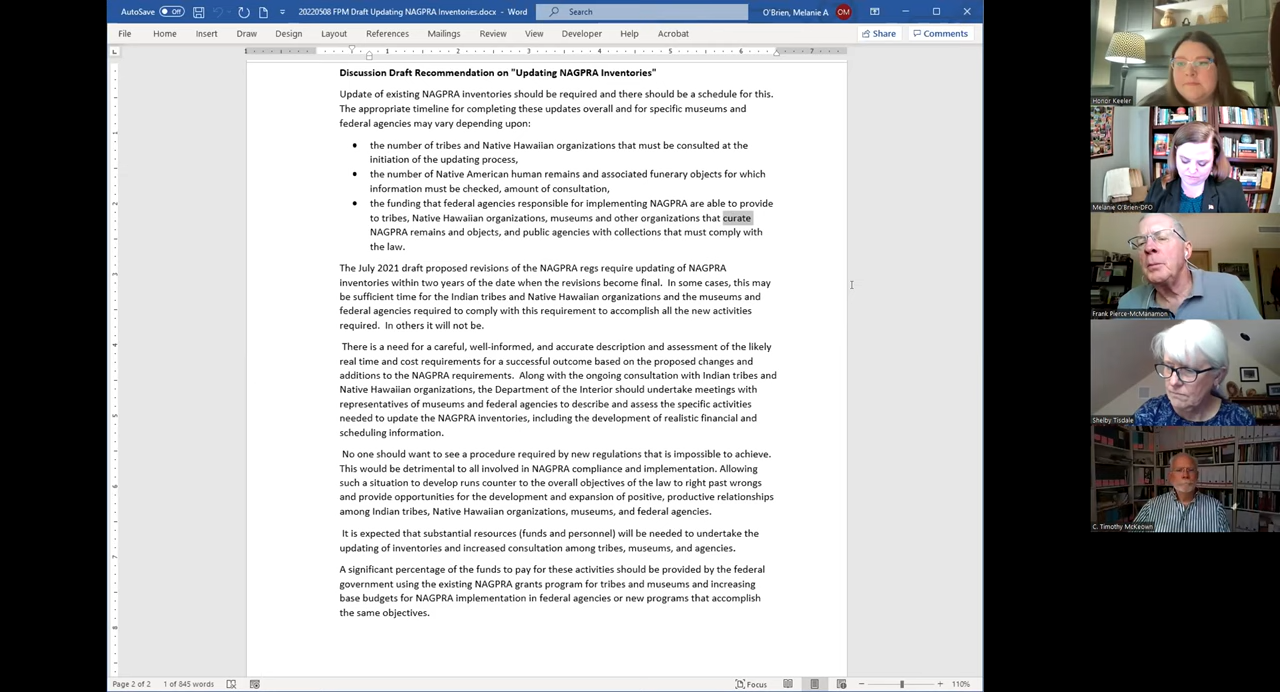 AutoSave Off 20220508 FPM Draft Updating NAGPRA Inventories.docx - Word Search O'Brien, Melanie A OM
File Home Insert Draw Design Layout References Mailings Review View Developer Help Acrobat Share Comments
Discussion Draft Recommendation on "Updating NAGPRA Inventories"
Update of existing NAGPRA inventories should be required and there should be a schedule for this.
The appropriate timeline for completing these updates overall and for specific museums and
federal agencies may vary depending upon:
• the number of tribes and Native Hawaiian organizations that must be consulted at the
initiation of the updating process,
• the number of Native American human remains and associated funerary objects for which
information must be checked, amount of consultation,
• the funding that federal agencies responsible for implementing NAGPRA are able to provide
to tribes, Native Hawaiian organizations, museums and other organizations that curate
NAGPRA remains and objects, and public agencies with collections that must comply with
the law.
The July 2021 draft proposed revisions of the NAGPRA regs require updating of NAGPRA
inventories within two years of the date when the revisions become final. In some cases, this may
be sufficient time for the Indian tribes and Native Hawaiian organizations and the museums and
federal agencies required to comply with this requirement to accomplish all the new activities
required. In others it will not be.
There is a need for a careful, well-informed, and accurate description and assessment of the likely
real time and cost requirements for a successful outcome based on the proposed changes and
additions to the NAGPRA requirements. Along with the ongoing consultation with Indian tribes and
Native Hawaiian organizations, the Department of the Interior should undertake meetings with
representatives of museums and federal agencies to describe and assess the specific activities
needed to update the NAGPRA inventories, including the development of realistic financial and
scheduling information.
No one should want to see a procedure required by new regulations that is impossible to achieve.
This would be detrimental to all involved in NAGPRA compliance and implementation. Allowing
such a situation to develop runs counter to the overall objectives of the law to right past wrongs
and provide opportunities for the development and expansion of positive, productive relationships
among Indian tribes, Native Hawaiian organizations, museums, and federal agencies.
It is expected that substantial resources (funds and personnel) will be needed to undertake the
updating of inventories and increased consultation among tribes, museums, and agencies.
A significant percentage of the funds to pay for these activities should be provided by the federal
government using the existing NAGPRA grants program for tribes and museums and increasing
base budgets for NAGPRA implementation in federal agencies or new programs that accomplish
the same objectives.
Page 2 of 2 1 of 845 words Focus 110%
Honor Keeler
Melanie O'Brien-DFO
Frank Pierce-McManamon
Shelby Tisdale
C. Timothy McKeown